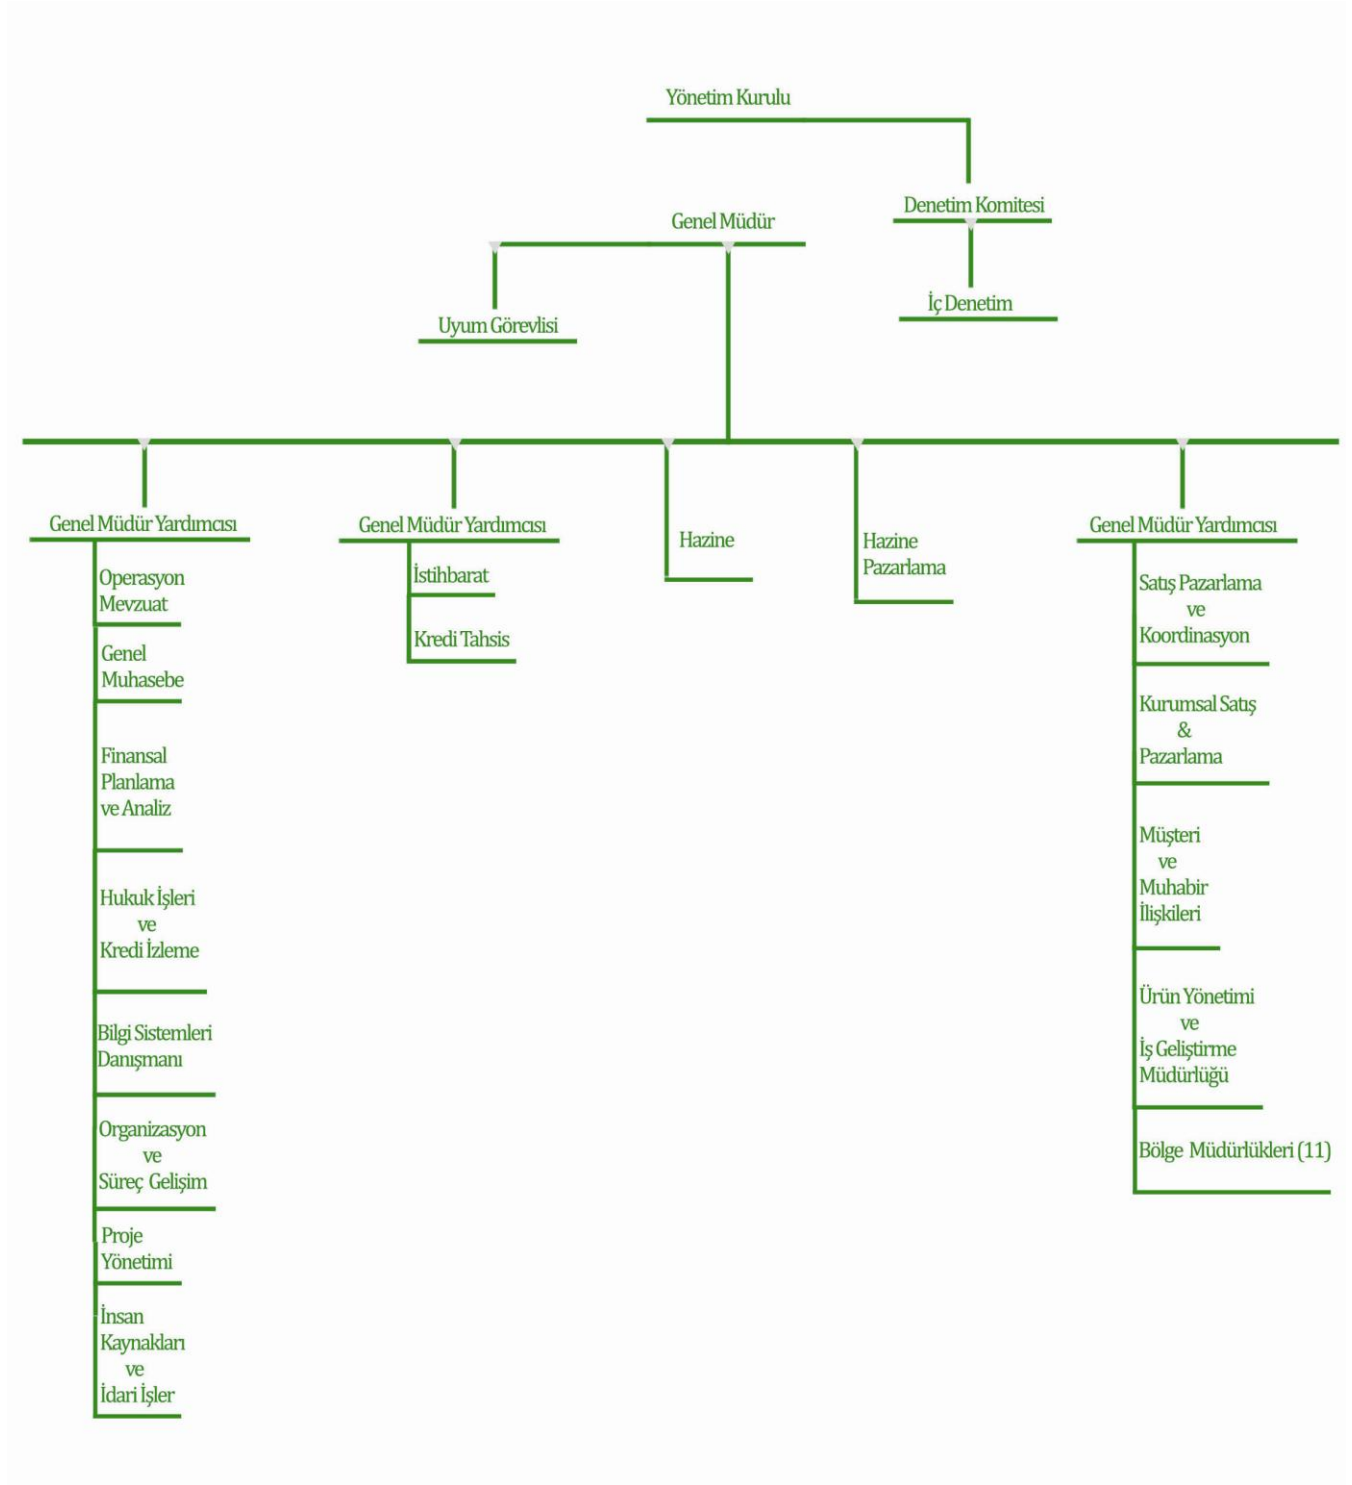 Yönetim Kurulu
Denetim Komitesi
Genel Müdür
İç Denetim
Uyum Görevlisi
Genel Müdür Yardımcısı
Operasyon
Mevzuat
Genel
Muhasebe
Finansal
Planlama
ve Analiz
Hukuk İşleri
ve
Kredi İzleme
Bilgi Sistemleri
Danışmanı
Organizasyon
ve
Süreç Gelişim
Proje
Yönetimi
İnsan
Kaynakları
ve
İdari İşler
Genel Müdür Yardımcısı
İstihbarat
Kredi Tahsis
Hazine
Hazine
Pazarlama
Genel Müdür Yardımcısı
Satış Pazarlama
ve
Koordinasyon
Kurumsal Satış
&
Pazarlama
Müşteri
ve
Muhabir
İlişkileri
Ürün Yönetimi
ve
İş Geliştirme
Müdürlüğü
Bölge Müdürlükleri (11)